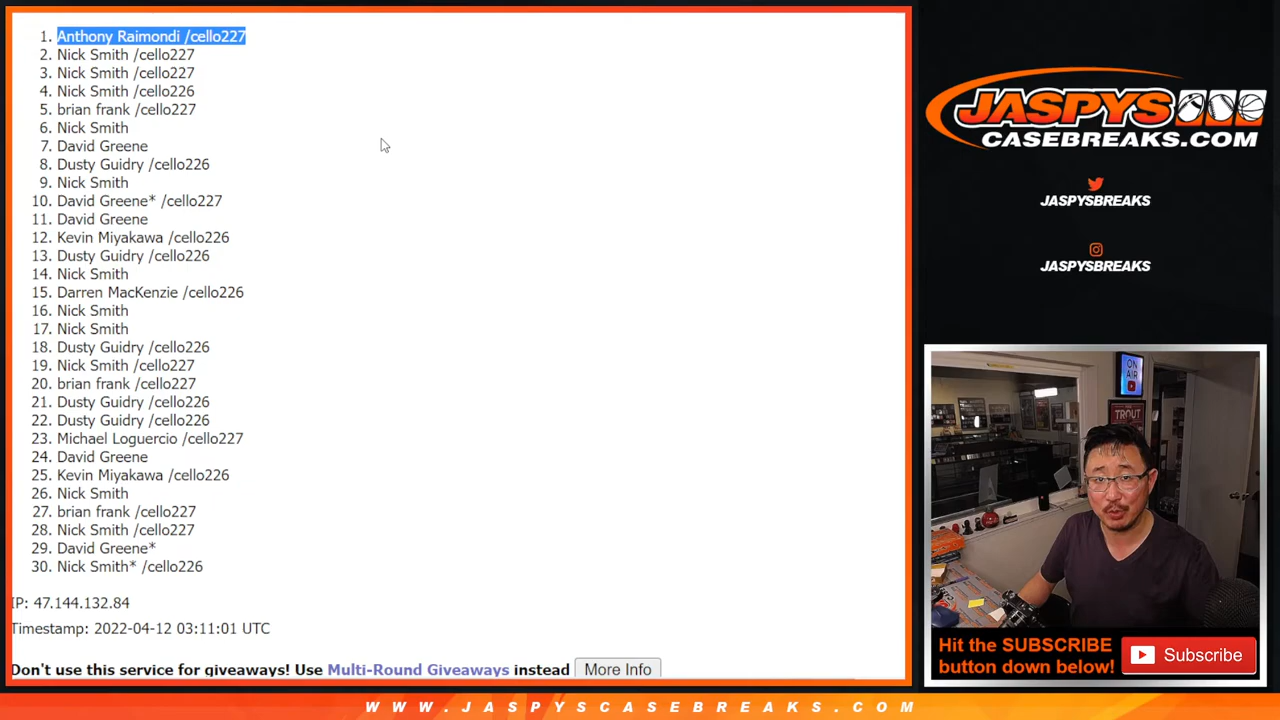 1. Anthony Raimondi /cello227
2. Nick Smith /cello227
3. Nick Smith /cello227
4. Nick Smith /cello226
5. brian frank /cello227
6. Nick Smith
7. David Greene
8. Dusty Guidry /cello226
9. Nick Smith
10. David Greene* /cello227
11. David Greene
12. Kevin Miyakawa /cello226
13. Dusty Guidry /cello226
14. Nick Smith
15. Darren MacKenzie /cello226
16. Nick Smith
17. Nick Smith
18. Dusty Guidry /cello226
19. Nick Smith /cello227
20. brian frank /cello227
21. Dusty Guidry /cello226
22. Dusty Guidry /cello226
23. Michael Loguercio /cello227
24. David Greene
25. Kevin Miyakawa /cello226
26. Nick Smith
27. brian frank /cello227
28. Nick Smith /cello227
29. David Greene*
30. Nick Smith* /cello226
IP: 47.144.132.84
Timestamp: 2022-04-12 03:11:01 UTC
Don't use this service for giveaways! Use Multi-Round Giveaways instead More Info
JASPYS
CASEBREAKS.COM
JASPYSBREAKS
JASPYSBREAKS
ON
AIR
TROUT
Hit the SUBSCRIBE
button down below!
Subscribe
WWW.JASPYSCASEBREAKS.COM